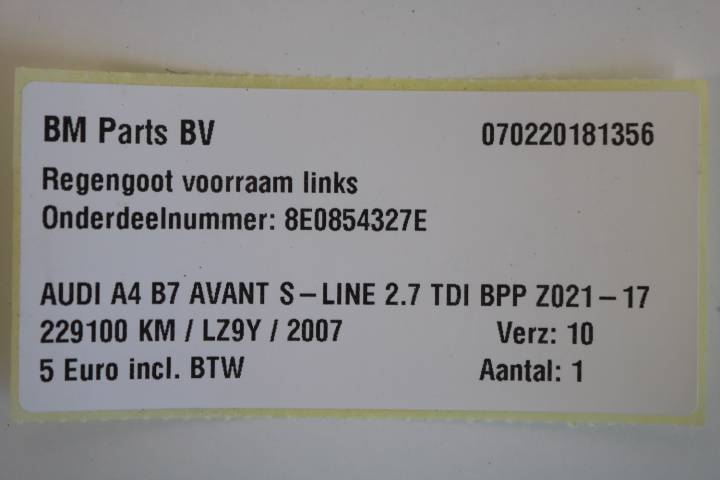 BM Parts BV 070220181356
Regengoot voorraam links
Onderdeelnummer: 8E0854327E
AUDI A4 B7 AVANT S-LINE 2.7 TDI BPP Z021-17
229100 KM / LZ9Y / 2007 Verz: 10
5 Euro incl. BTW Aantal: 1